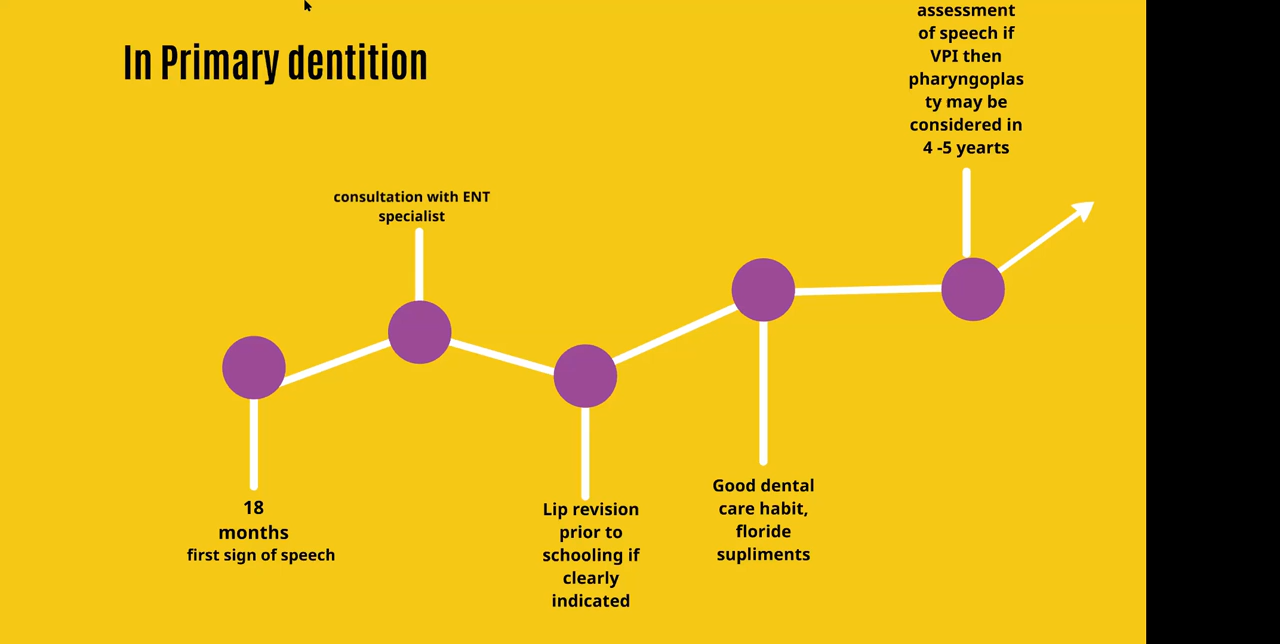 In Primary dentition
18
months
first sign of speech
consultation with ENT
specialist
Lip revision
prior to
schooling if
clearly
indicated
Good dental
care habit,
floride
supliments
assessment
of speech if
VPI then
pharyngoplas
ty may be
considered in
4 -5 yearts